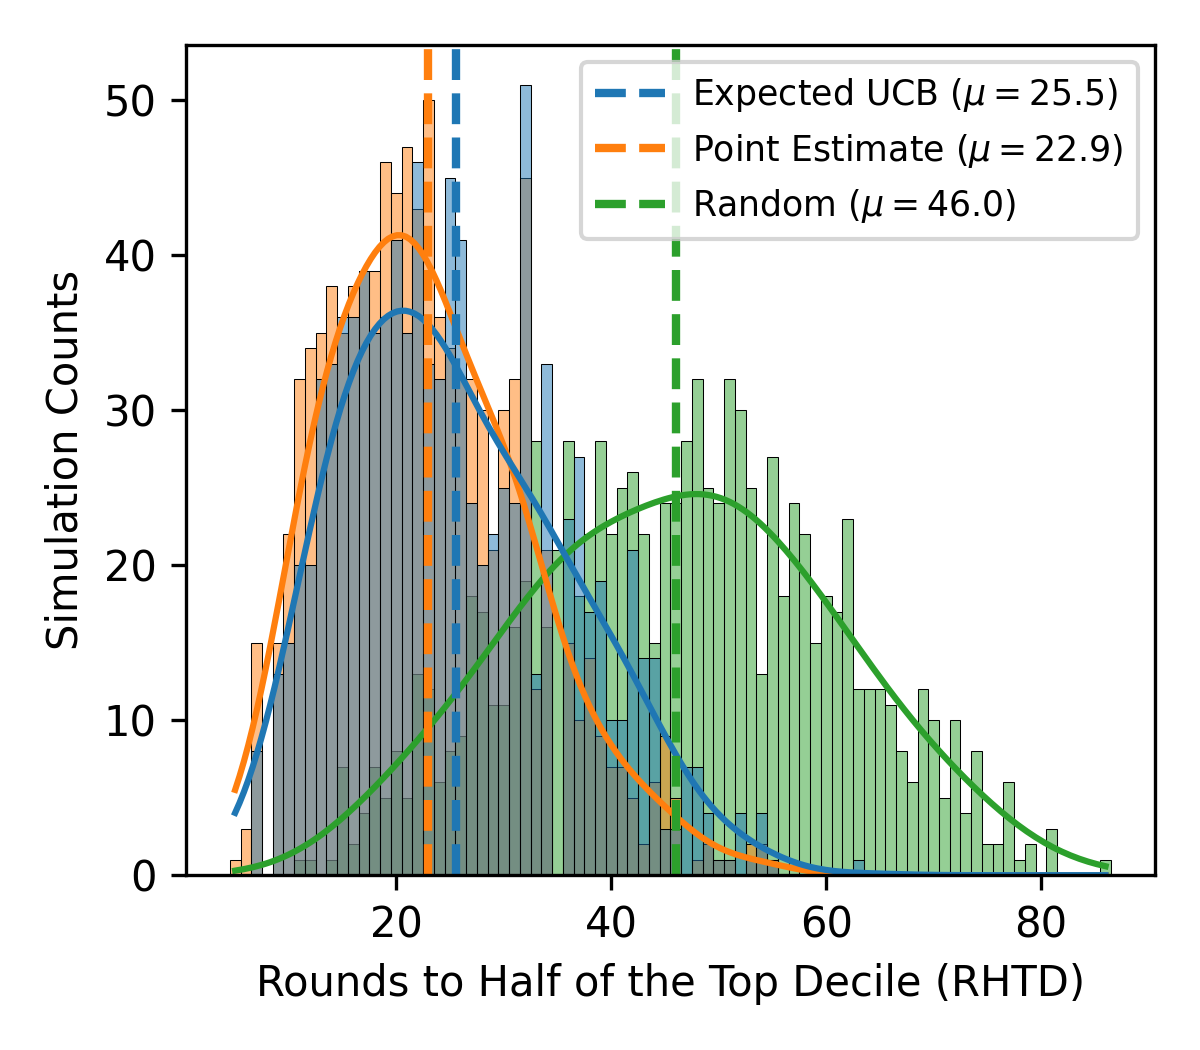 Expected UCB (μ = 25.5)
Point Estimate (μ = 22.9)
Random (μ = 46.0)
Simulation Counts
50
40
30
20
10
0
20 40 60 80
Rounds to Half of the Top Decile (RHTD)